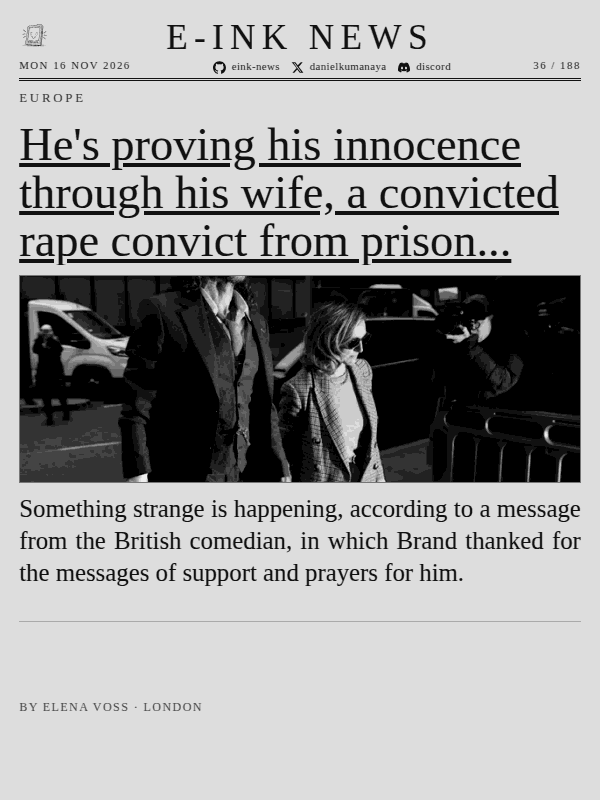 E-INK NEWS
MON 16 NOV 2026
eink-news
danielkumanaya
discord
36 / 188
EUROPE
He's proving his innocence
through his wife, a convicted
rape convict from prison...
Something strange is happening, according to a message
from the British comedian, in which Brand thanked for
the messages of support and prayers for him.
BY ELENA VOSS · LONDON